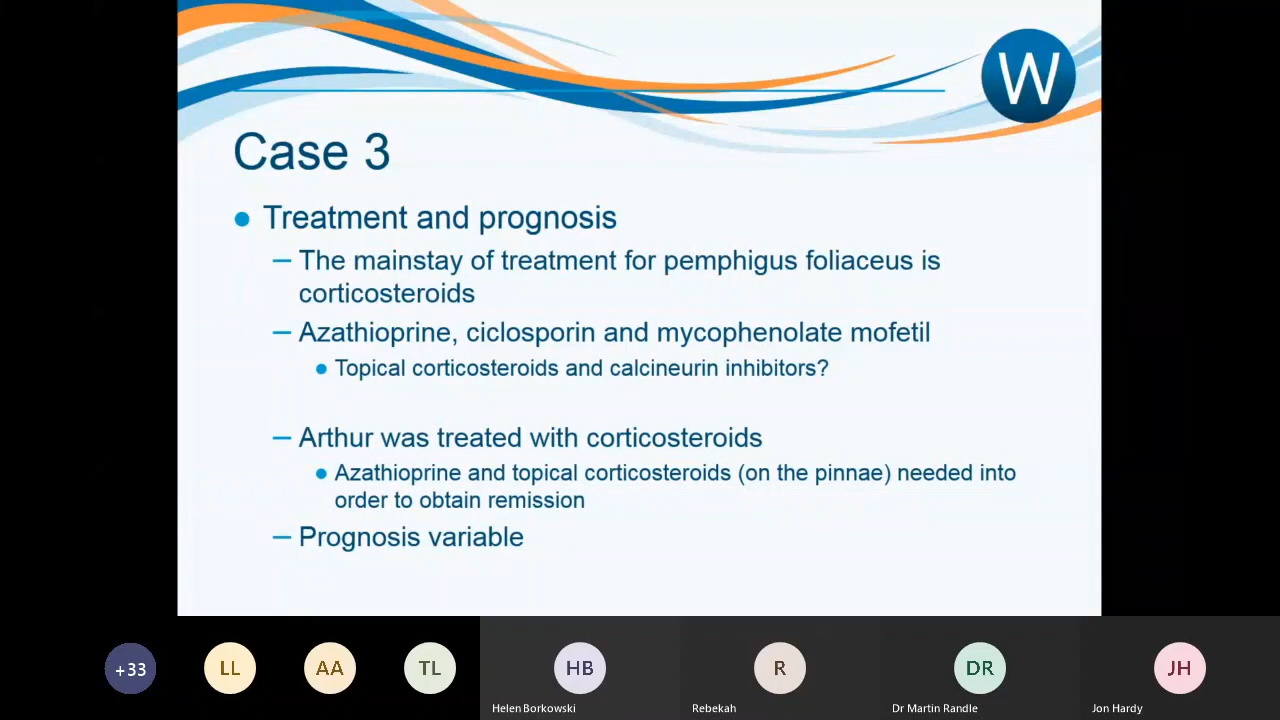 W
Case 3
Treatment and prognosis
– The mainstay of treatment for pemphigus foliaceus is
corticosteroids
– Azathioprine, ciclosporin and mycophenolate mofetil
Topical corticosteroids and calcineurin inhibitors?
– Arthur was treated with corticosteroids
Azathioprine and topical corticosteroids (on the pinnae) needed into
order to obtain remission
– Prognosis variable
+33
LL
AA
TL
HB
R
DR
JH
Helen Borkowski
Rebekah
Dr Martin Randle
Jon Hardy